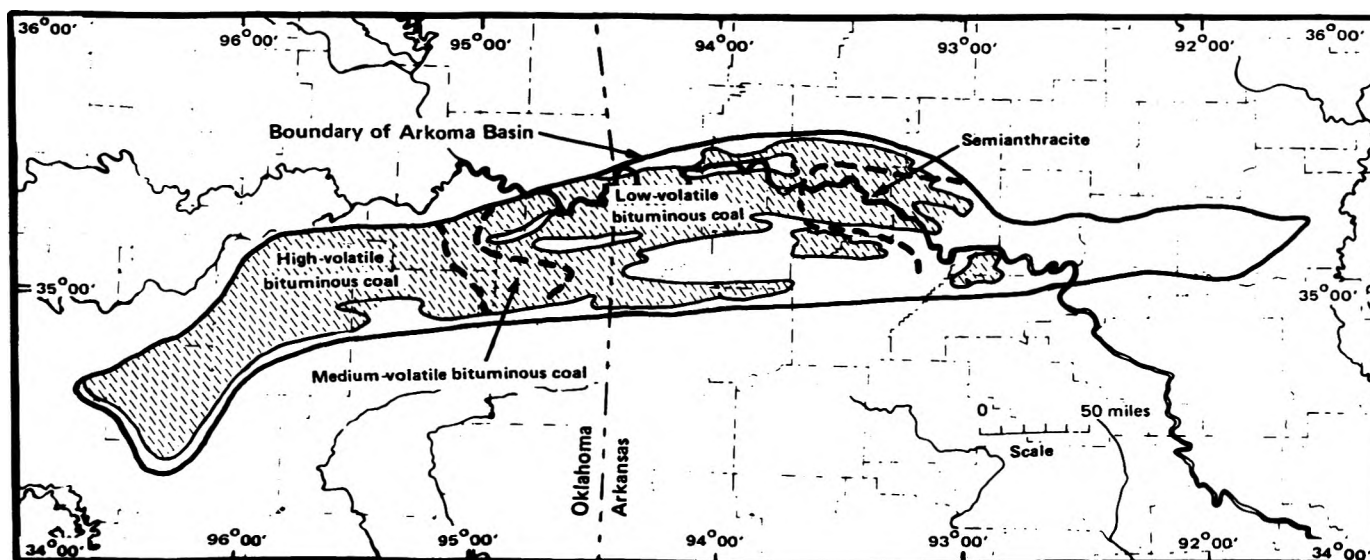 36°00'
96°00'
95°00'
94°00'
93°00'
92°00'
36°00'
Boundary of Arkoma Basin
Semianthracite
Low-volatile
bituminous coal
High-volatile
bituminous coal
35°00'
35°00'
Medium-volatile bituminous coal
0
50 miles
Scale
Oklahoma
Arkansas
34°00'
96°00'
95°00'
94°00'
93°00'
92°00'
34°00'